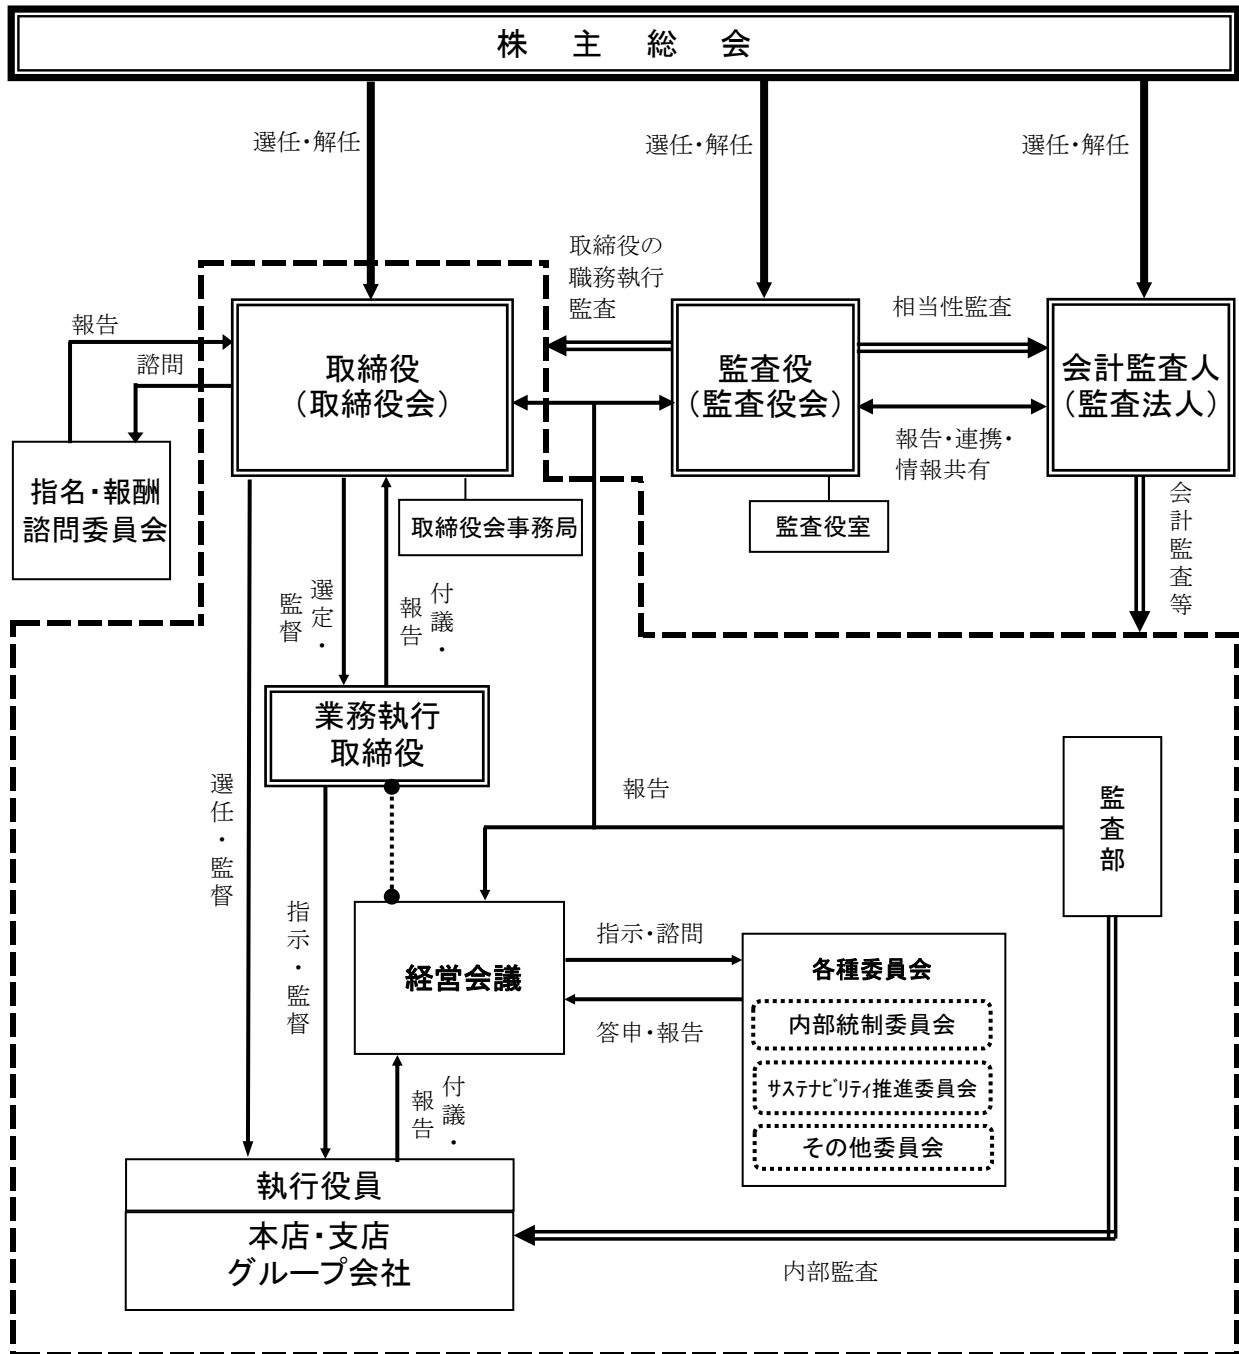 株主総会
選任・解任
選任・解任
選任・解任
取締役の
職務執行
監査
相当性監査
報告
諮問
取締役
(取締役会)
監査役
(監査役会)
会計監査人
(監査法人)
報告・連携・
情報共有
指名・報酬
諮問委員会
取締役会事務局
監査役室
会計監査等
選定・
監督
付議・
報告
業務執行
取締役
選任・監督
報告
監査部
指示・監督
経営会議
指示・諮問
答申・報告
各種委員会
内部統制委員会
サステナビリティ推進委員会
その他委員会
付議・
報告
執行役員
本店・支店
グループ会社
内部監査